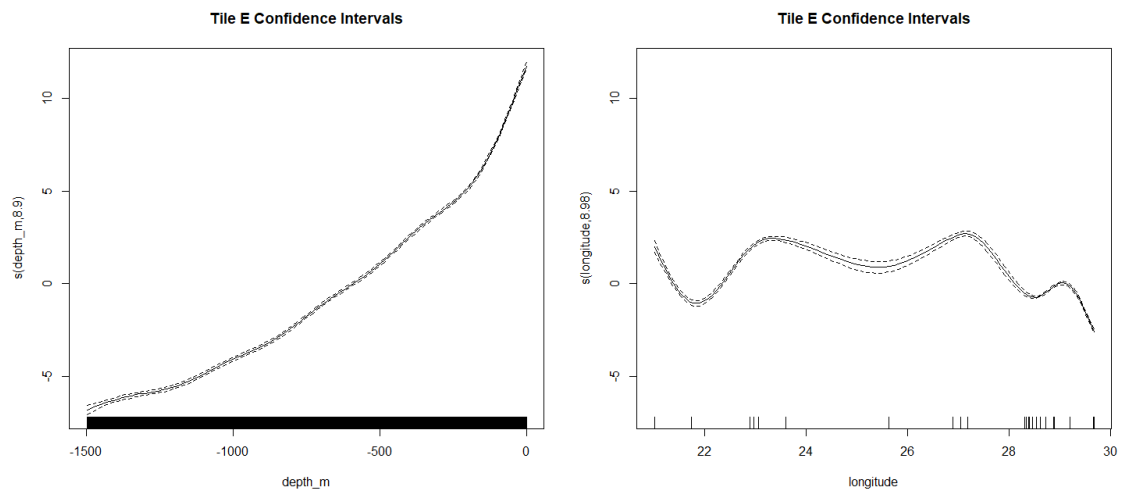 Tile E Confidence Intervals
s(depth_m,8.9)
10
5
0
-5
-1500 -1000 -500 0
depth_m
Tile E Confidence Intervals
s(longitude,8.98)
10
5
0
-5
22 24 26 28 30
longitude